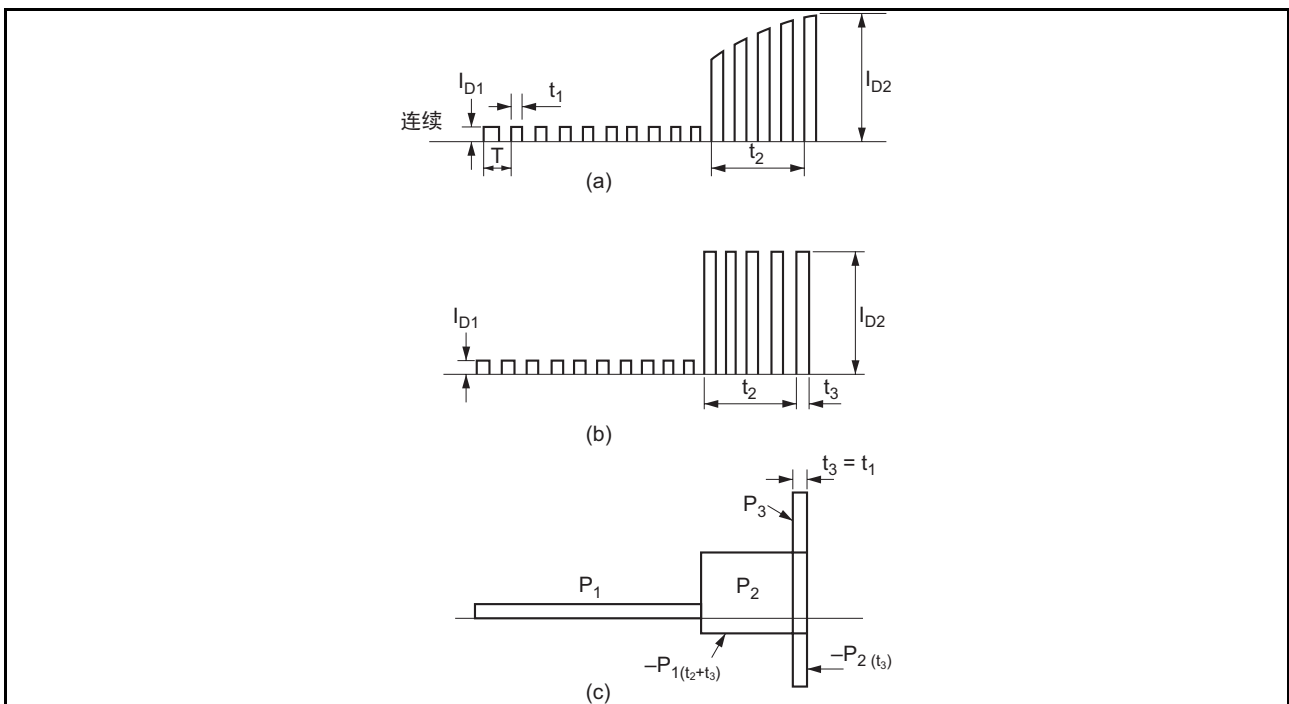 I_D1
t_1
连续
I_D2
T
t_2
(a)
I_D1
I_D2
t_2
t_3
(b)
t_3 = t_1
P_3
P_1
P_2
–P_1(t_2+t_3)
–P_2 (t_3)
(c)